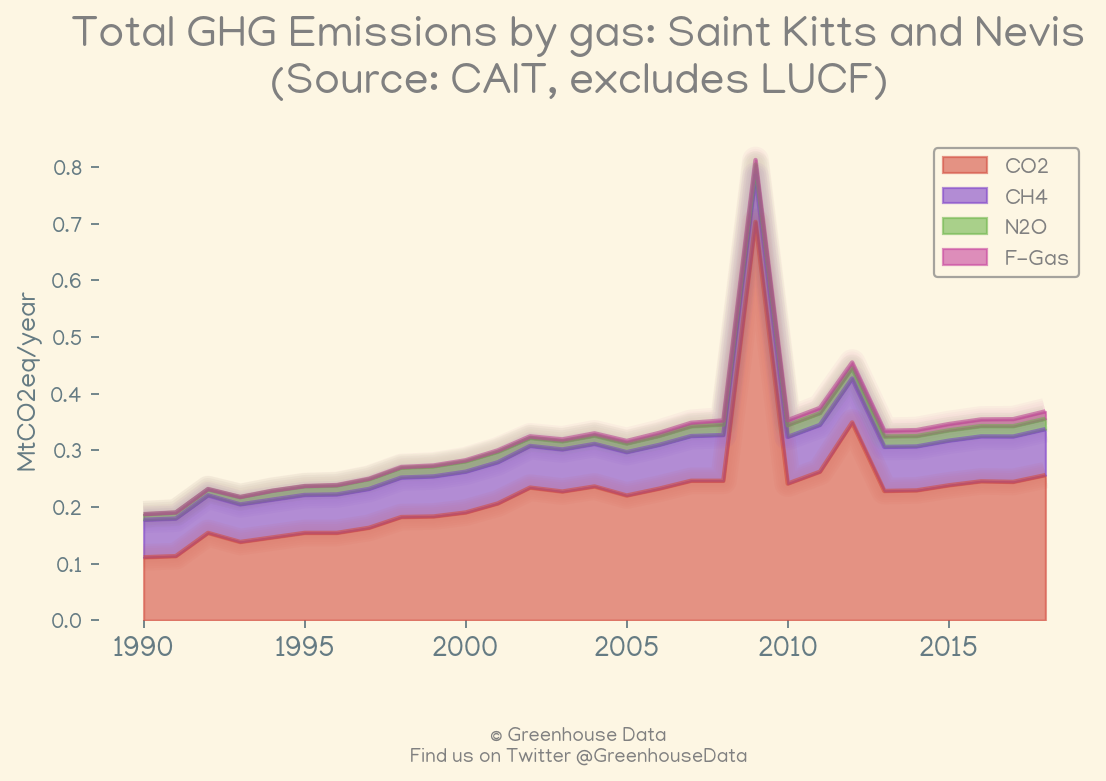 Total GHG Emissions by gas: Saint Kitts and Nevis
(Source: CAIT, excludes LUCF)
CO2
CH4
N2O
F-Gas
MtCO2eq/year
0.8
0.7
0.6
0.5
0.4
0.3
0.2
0.1
0.0
1990 1995 2000 2005 2010 2015
© Greenhouse Data
Find us on Twitter @GreenhouseData